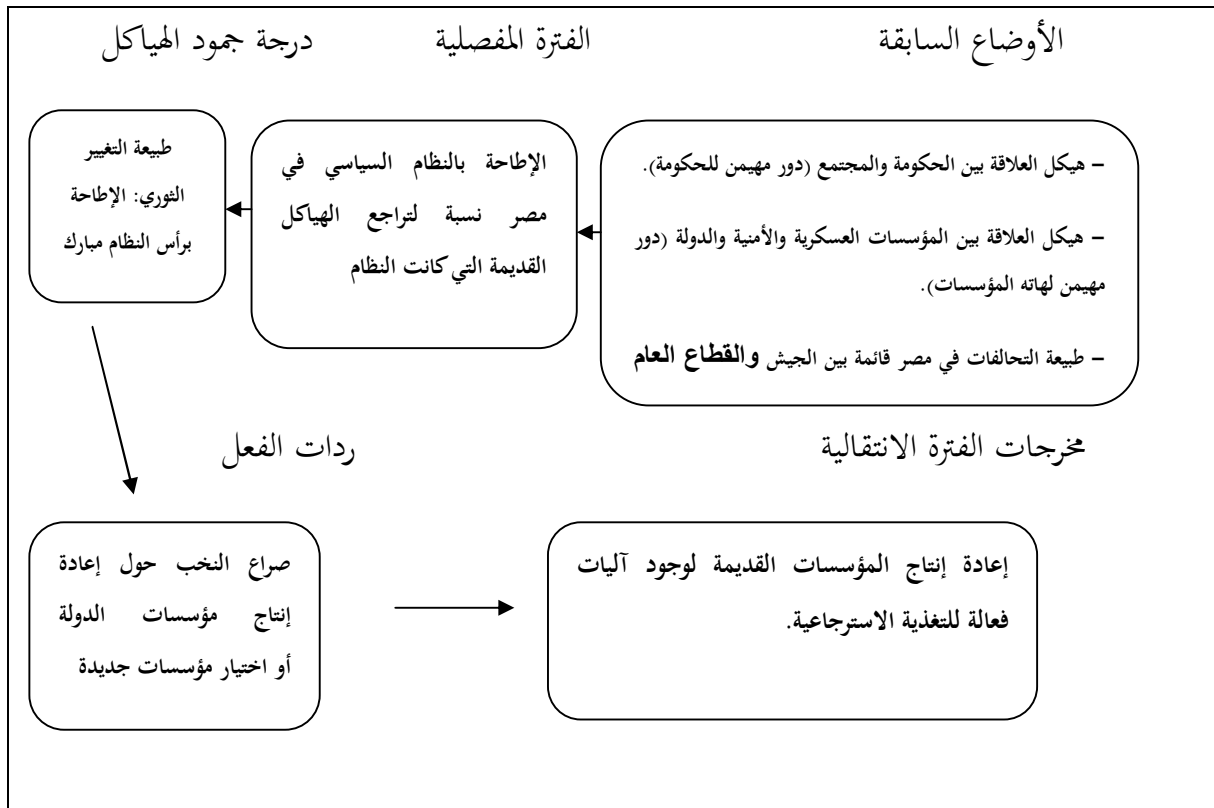 الأوضاع السابقة
الفترة المفصلية
درجة جمود الهياكل
– هيكل العلاقة بين الحكومة والمجتمع (دور مهيمن للحكومة).
– هيكل العلاقة بين المؤسسات العسكرية والأمنية والدولة (دور
مهيمن لهاته المؤسسات).
– طبيعة التحالفات في مصر قائمة بين الجيش والقطاع العام
الإطاحة بالنظام السياسي في
مصر نسبة لتراجع الهياكل
القديمة التي كانت النظام
طبيعة التغيير
الثوري: الإطاحة
برأس النظام مبارك
مخرجات الفترة الانتقالية
ردات الفعل
صراع النخب حول إعادة
إنتاج مؤسسات الدولة
أو اختيار مؤسسات جديدة
إعادة إنتاج المؤسسات القديمة لوجود آليات
فعالة للتغذية الاسترجاعية.